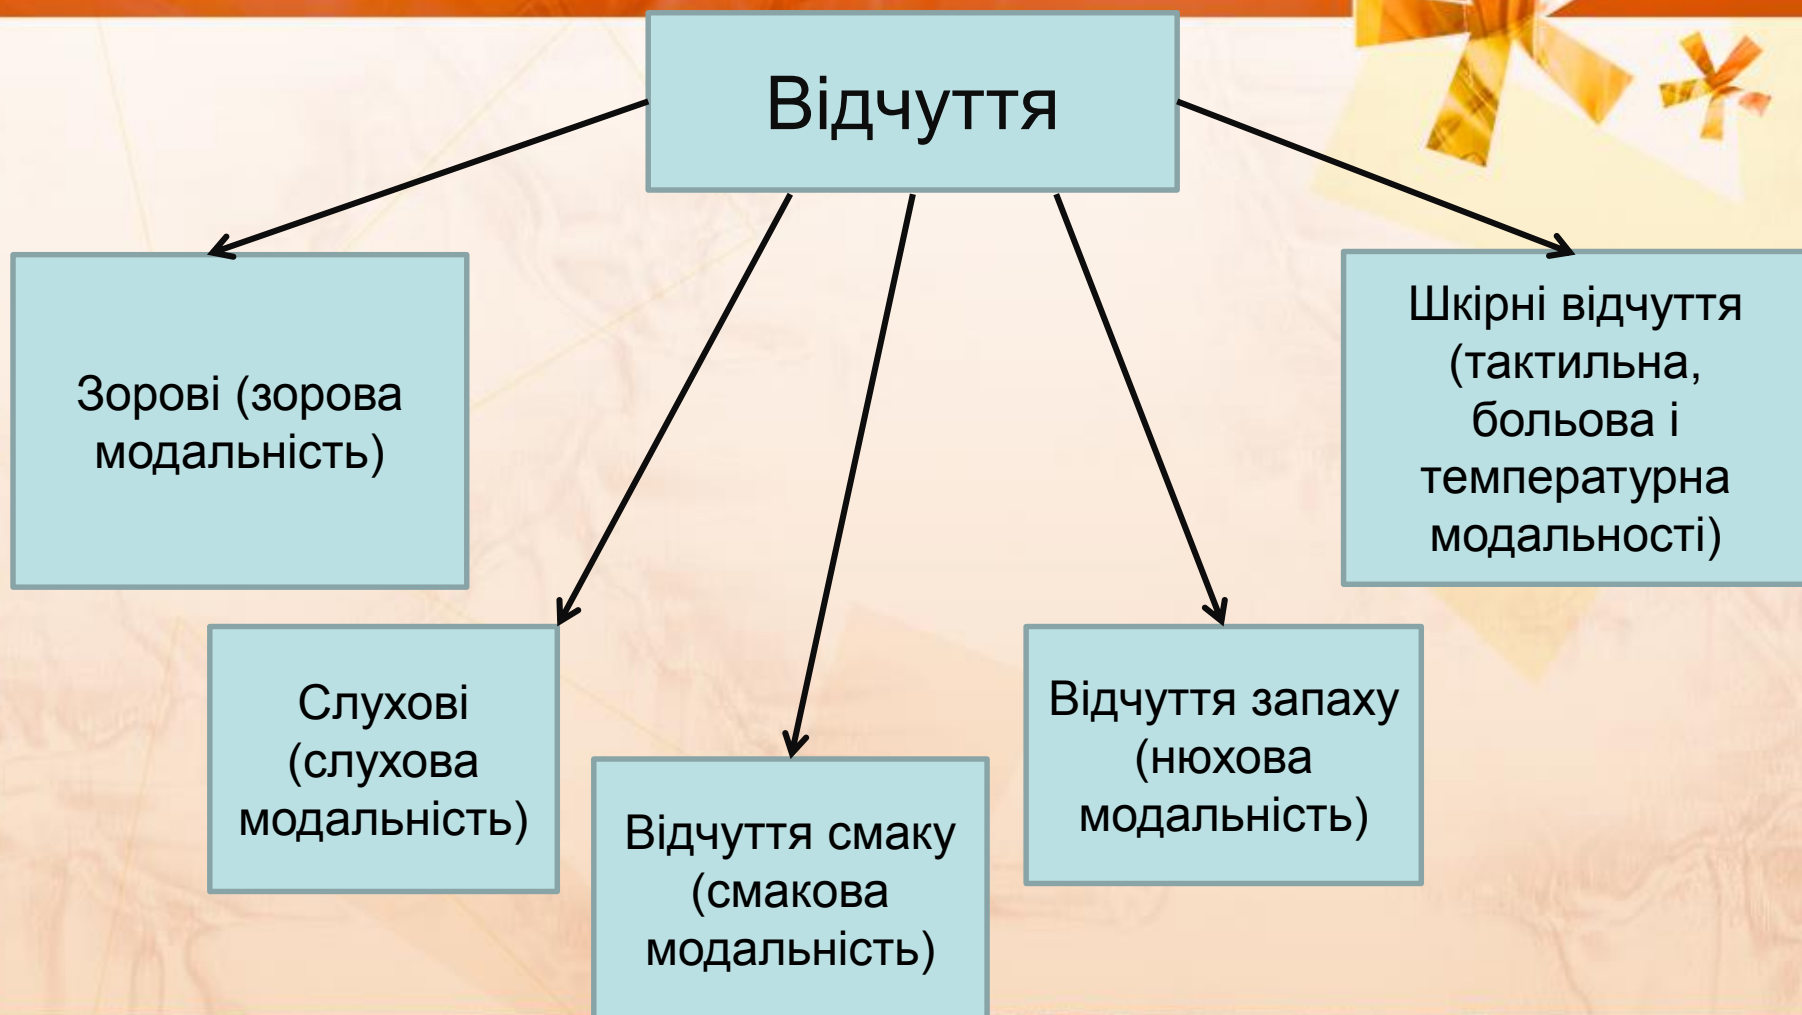 Відчуття
Зорові (зорова
модальність)
Слухові
(слухова
модальність)
Відчуття смаку
(смакова
модальність)
Відчуття запаху
(нюхова
модальність)
Шкірні відчуття
(тактильна,
больова і
температурна
модальності)